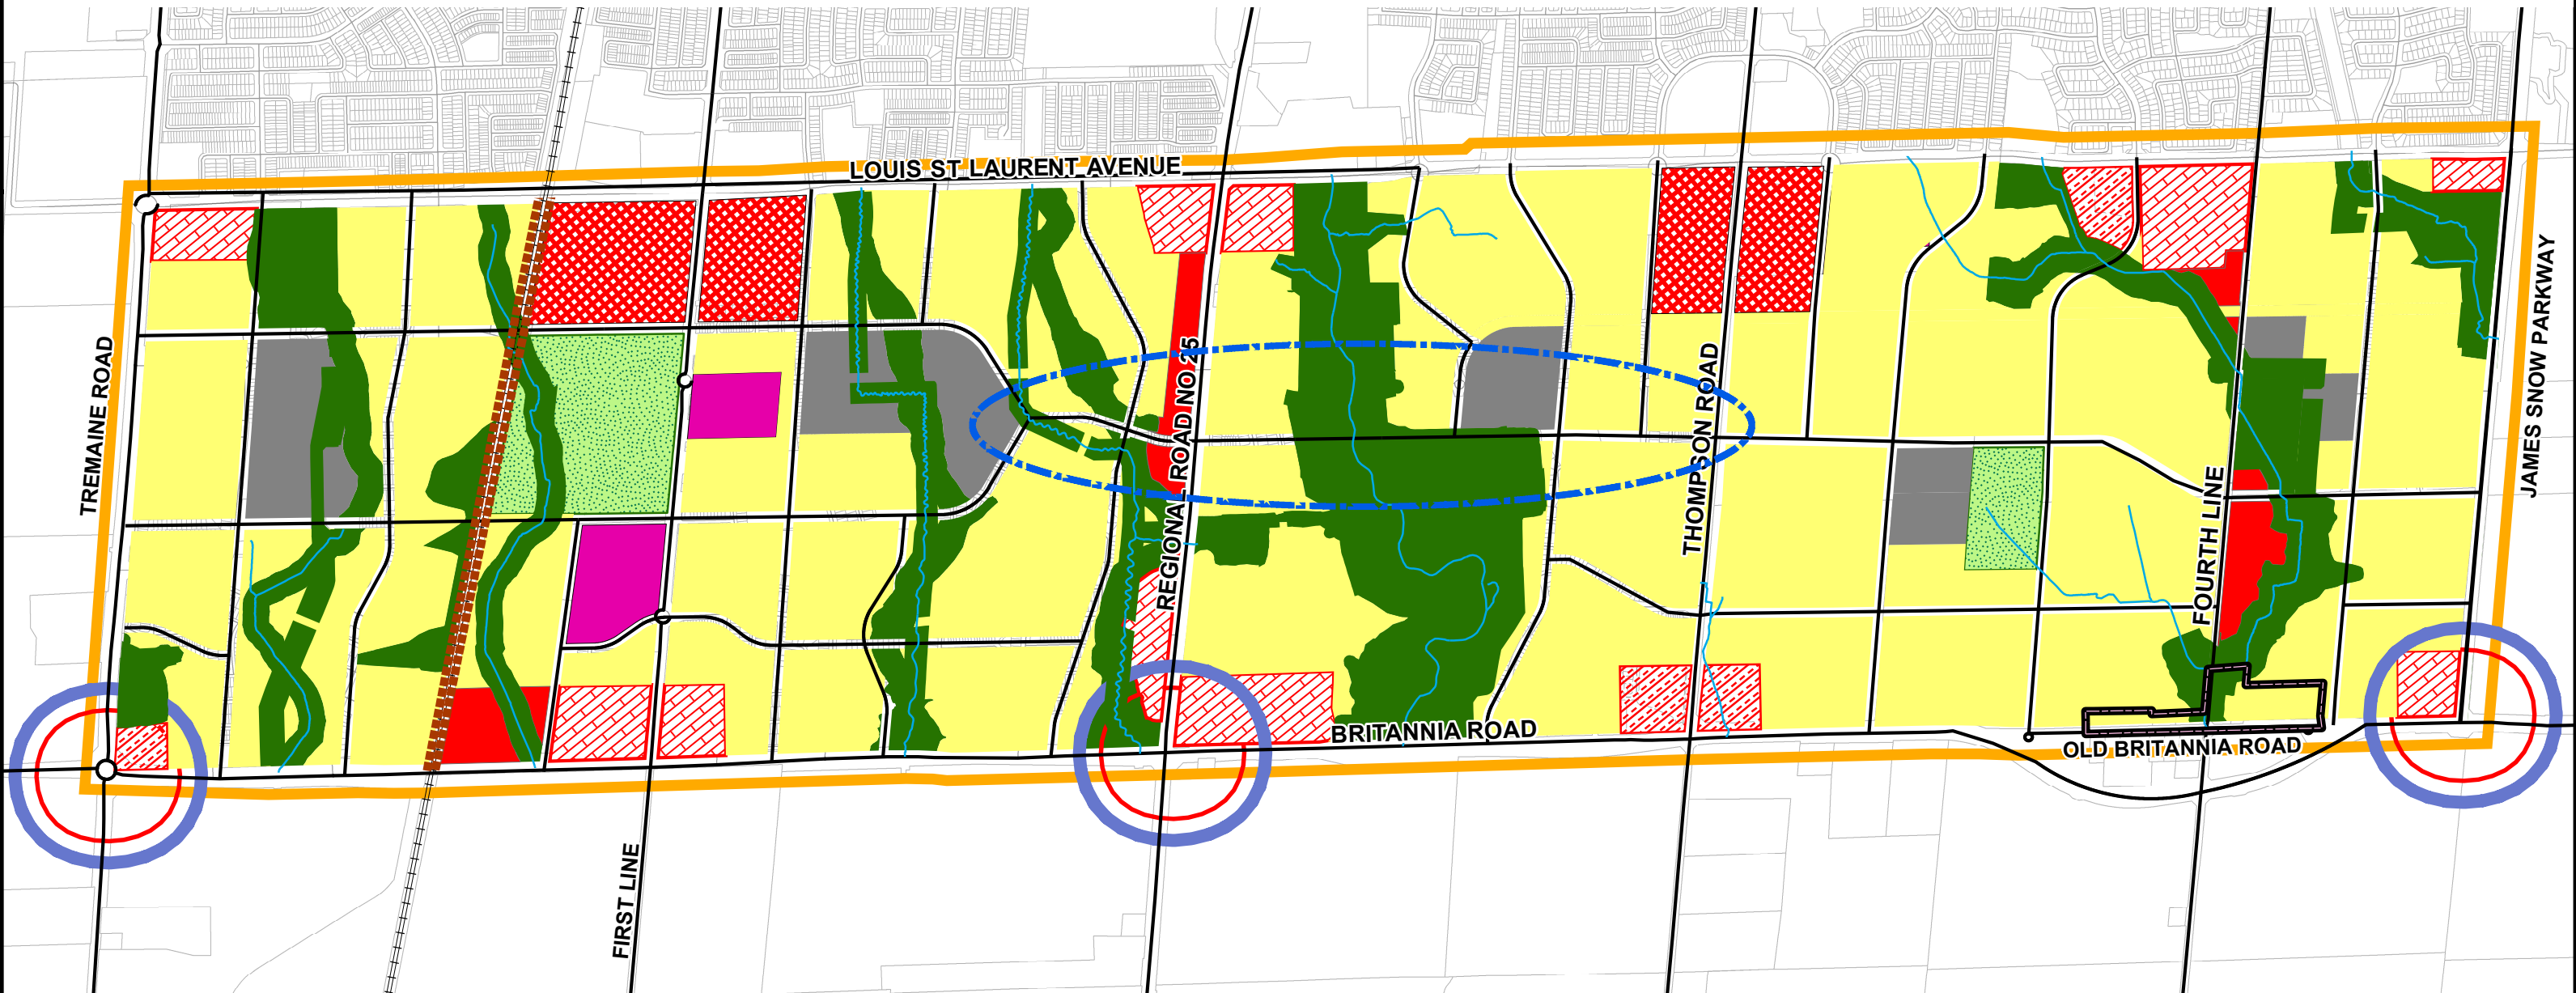 LOUIS ST LAURENT AVENUE
TREMAINE ROAD
REGIONAL ROAD NO 25
THOMPSON ROAD
FOURTH LINE
JAMES SNOW PARKWAY
BRITANNIA ROAD
OLD BRITANNIA ROAD
FIRST LINE